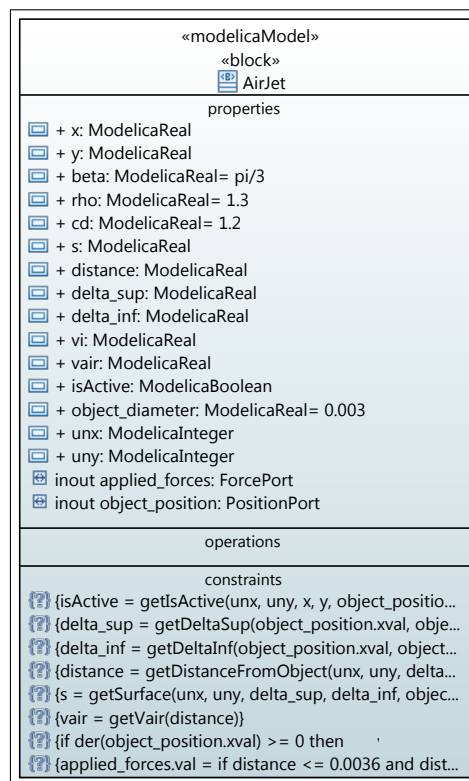 «modelicaModel»
«block»
AirJet
properties
+ x: ModelicaReal
+ y: ModelicaReal
+ beta: ModelicaReal= pi/3
+ rho: ModelicaReal= 1.3
+ cd: ModelicaReal= 1.2
+ s: ModelicaReal
+ distance: ModelicaReal
+ delta_sup: ModelicaReal
+ delta_inf: ModelicaReal
+ vi: ModelicaReal
+ vair: ModelicaReal
+ isActive: ModelicaBoolean
+ object_diameter: ModelicaReal= 0.003
+ unx: ModelicaInteger
+ uny: ModelicaInteger
inout applied_forces: ForcePort
inout object_position: PositionPort
operations
constraints
{isActive = getIsActive(unx, uny, x, y, object_positio...
{delta_sup = getDeltaSup(object_position.xval, obje...
{delta_inf = getDeltaInf(object_position.xval, object...
{distance = getDistanceFromObject(unx, uny, delta...
{s = getSurface(unx, uny, delta_sup, delta_inf, objec...
{vair = getVair(distance)}
{if der(object_position.xval) >= 0 then
{applied_forces.val = if distance <= 0.0036 and dist...